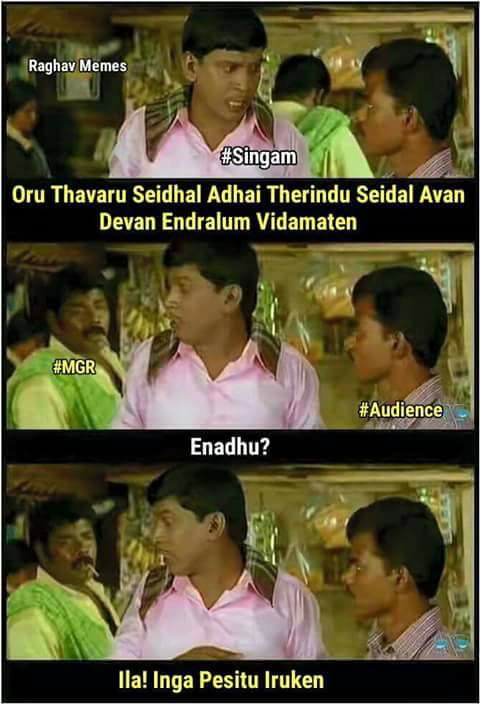 Raghav Memes
#Singam
Oru Thavaru Seidhal Adhai Therindu Seidal Avan
Devan Endralum Vidamaten
#MGR
#Audience
Enadhu?
Ila! Inga Pesitu Iruken